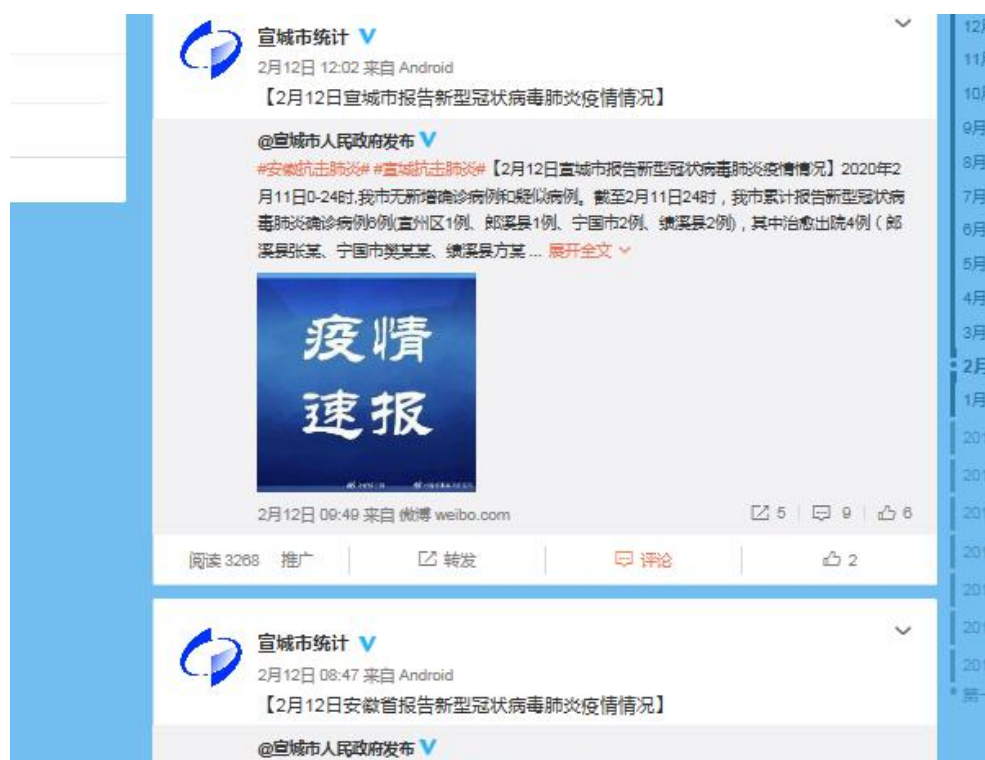 宣城市统计
2月12日 12:02 来自 Android
【2月12日宣城市报告新型冠状病毒肺炎疫情情况】
@宣城市人民政府发布
#安徽抗击肺炎# #宣城抗击肺炎#【2月12日宣城市报告新型冠状病毒肺炎疫情情况】2020年2
月11日0-24时,我市无新增确诊病例和疑似病例。截至2月11日24时，我市累计报告新型冠状病
毒肺炎确诊病例6例(宣州区1例、郎溪县1例、宁国市2例、绩溪县2例)，其中治愈出院4例（郎
溪县张某、宁国市樊某某、绩溪县方某 ... 展开全文
疫情
速报
2月12日 09:49 来自 微博 weibo.com
5 9 6
阅读 3268 推广 转发 评论 2
宣城市统计
2月12日 08:47 来自 Android
【2月12日安徽省报告新型冠状病毒肺炎疫情情况】
@宣城市人民政府发布
12月
11月
10月
9月
8月
7月
6月
5月
4月
3月
2月
1月